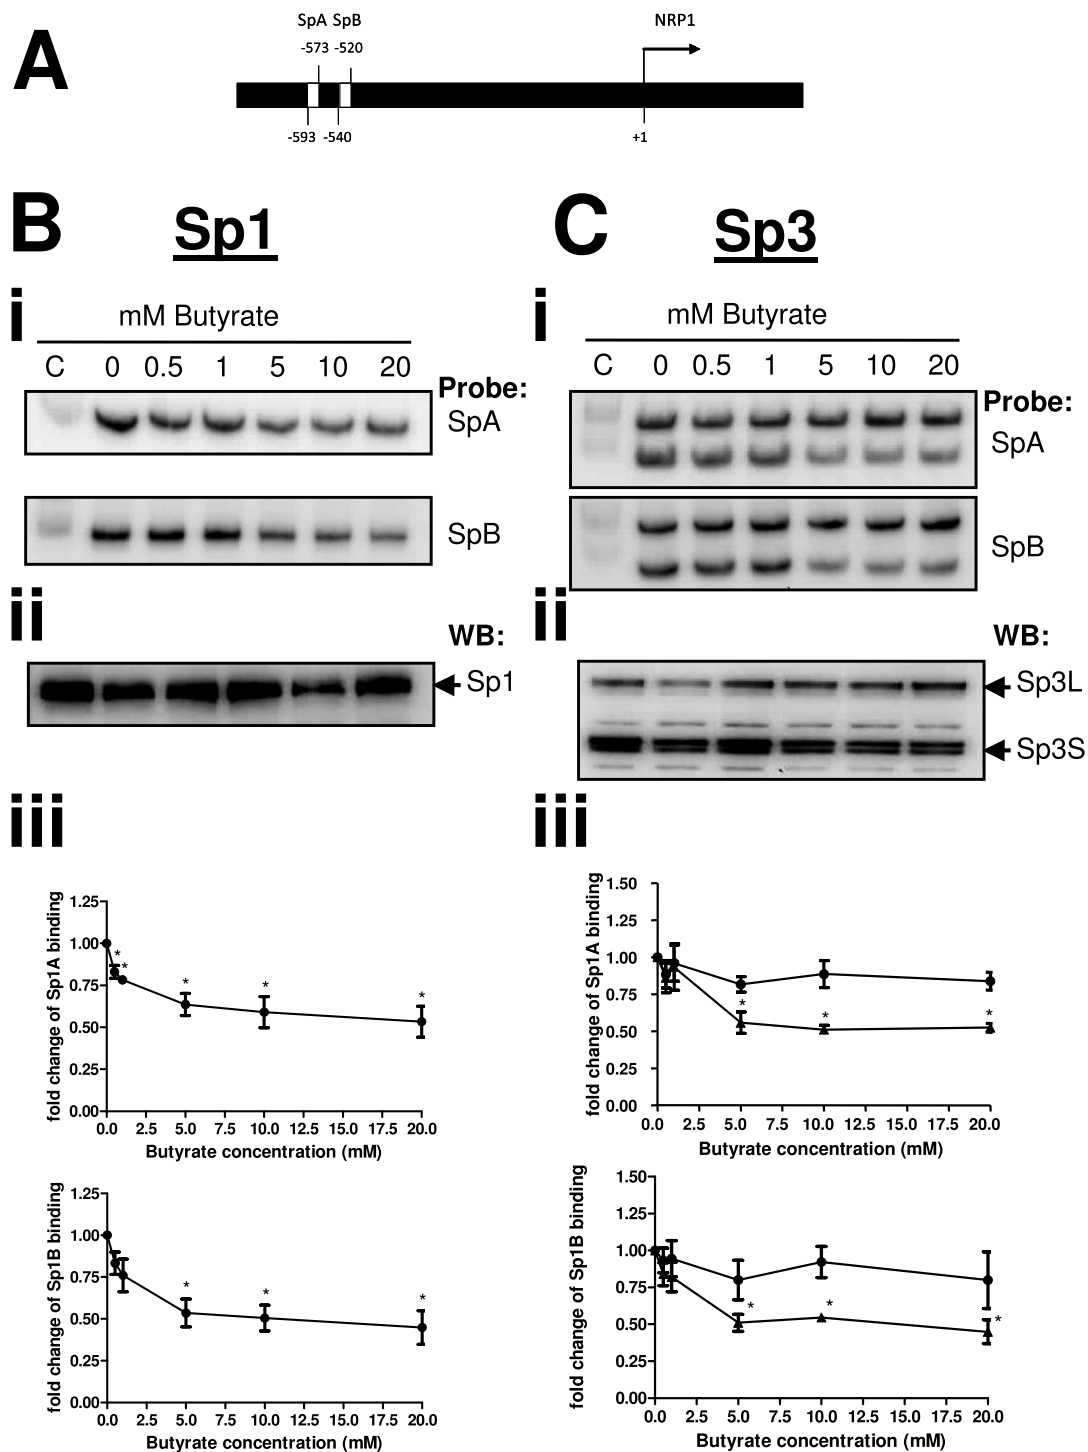 A
SpA SpB NRP1
-573 -520
-593 -540 +1
B Sp1
i
mM Butyrate
C 0 0.5 1 5 10 20
Probe:
SpA
SpB
ii
WB:
Sp1
iii
fold change of Sp1A binding
1.25
1.00
0.75
0.50
0.25
0.00
* * * * *
0.0 2.5 5.0 7.5 10.0 12.5 15.0 17.5 20.0
Butyrate concentration (mM)
fold change of Sp1B binding
1.25
1.00
0.75
0.50
0.25
0.00
* * *
0.0 2.5 5.0 7.5 10.0 12.5 15.0 17.5 20.0
Butyrate concentration (mM)
C Sp3
i
mM Butyrate
C 0 0.5 1 5 10 20
Probe:
SpA
SpB
ii
WB:
Sp3L
Sp3S
iii
fold change of Sp1A binding
1.50
1.25
1.00
0.75
0.50
0.25
0.00
* * *
0.0 2.5 5.0 7.5 10.0 12.5 15.0 17.5 20.0
Butyrate concentration (mM)
fold change of Sp1B binding
1.50
1.25
1.00
0.75
0.50
0.25
0.00
* * *
0.0 2.5 5.0 7.5 10.0 12.5 15.0 17.5 20.0
Butyrate concentration (mM)